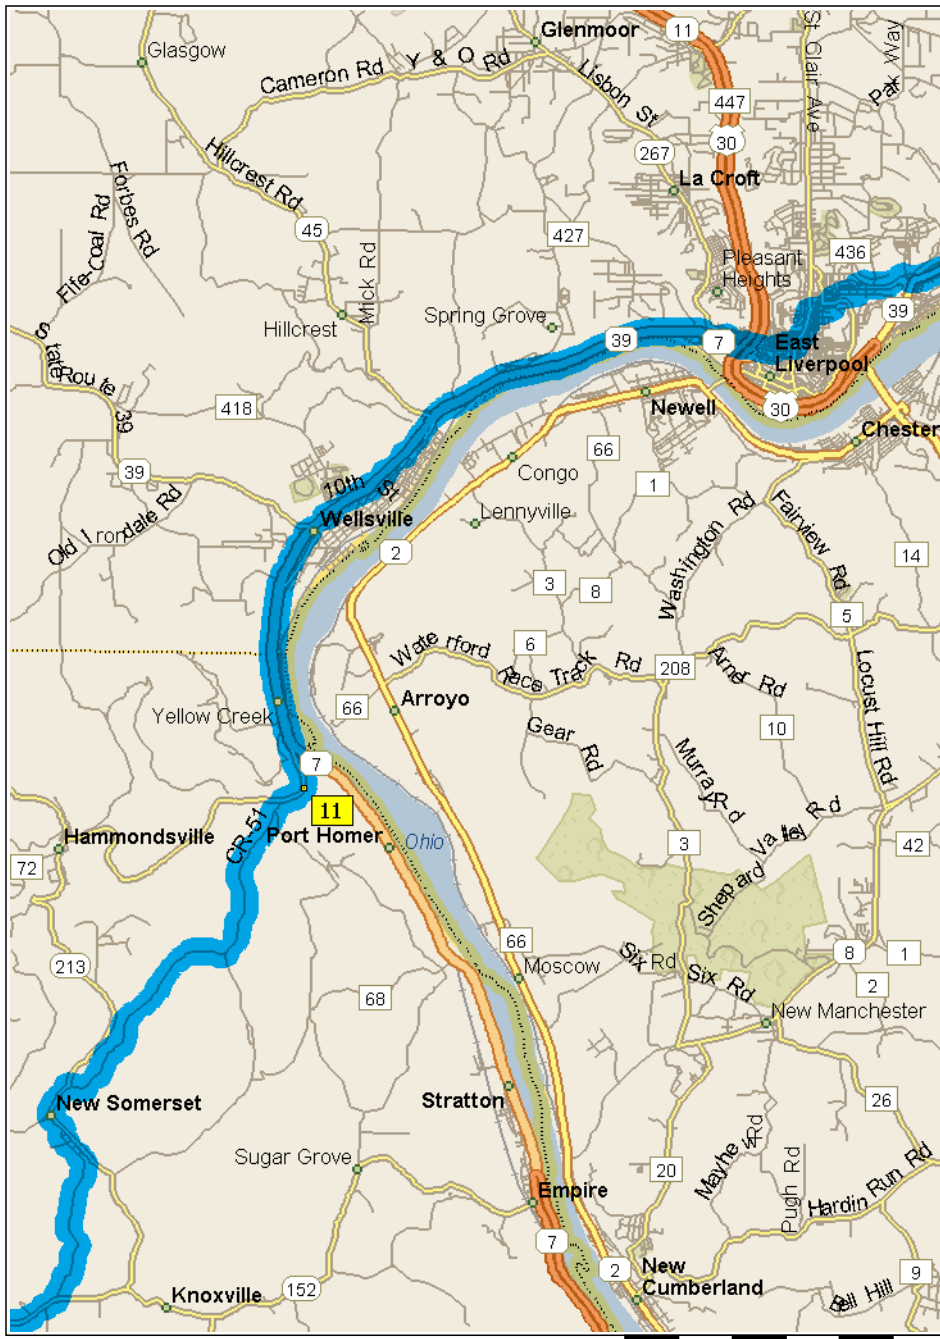 Glenmoor
11
Glasgow
Cameron Rd
Y & O Rd
Lisbon St
St Clair Ave
Park Way
447
30
267
La Croft
Hillcrest Rd
Forbes Rd
Fife-Coal Rd
45
Mick Rd
427
436
Pleasant
Heights
Hillcrest
Spring Grove
39
39
7
East
Liverpool
State Route 39
418
Newell
30
Chester
66
39
10th St
Congo
1
Old Irondale Rd
Wellsville
Lennyville
Washington Rd
Fairview Rd
2
14
3
8
5
6
Waterford
Race Track Rd
208
Arner Rd
Locust Hill Rd
Yellow Creek
66
Arroyo
Gear Rd
10
7
Murray Rd
11
CR-51
Hammondsville
Port Homer
Ohio
3
Shepard Valley Rd
42
72
66
Six Rd
Six Rd
8
1
213
Moscow
2
68
New Manchester
New Somerset
Stratton
26
Sugar Grove
20
Mayhew Rd
Pugh Rd
Hardin Run Rd
Empire
7
2
New
Cumberland
9
Knoxville
152
Bell Hill